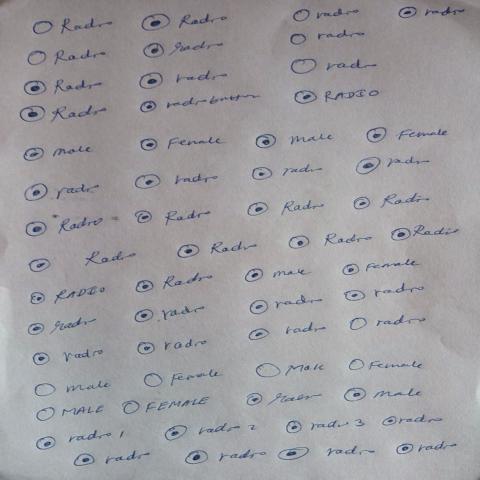 Radio Radio radio radio
Radio radio radio
Radio radio radio
Radio radio button RADIO
male Female male Female
radio radio radio radio
Radio Radio Radio Radio
Radio Radio Radio Radio
RADIO Radio male Female
radio radio radio radio
radio radio radio radio
male Female Male Female
MALE FEMALE radio male
radio 1 radio 2 radio 3 radio
radio radio radio radio